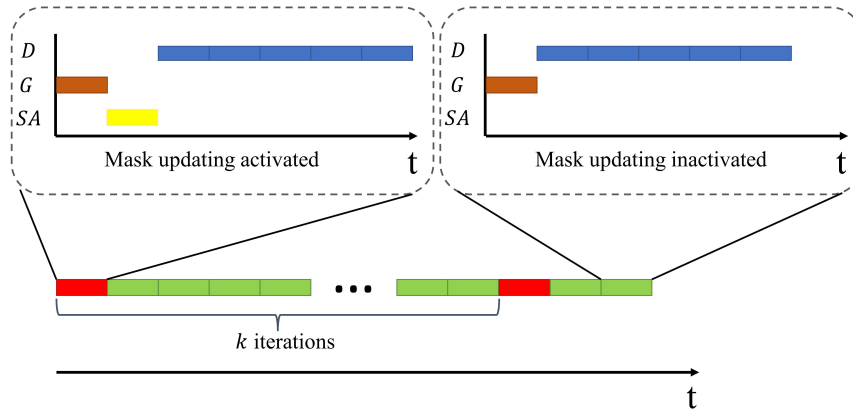 D
G
SA
Mask updating activated
t
D
G
SA
Mask updating inactivated
t
k iterations
t